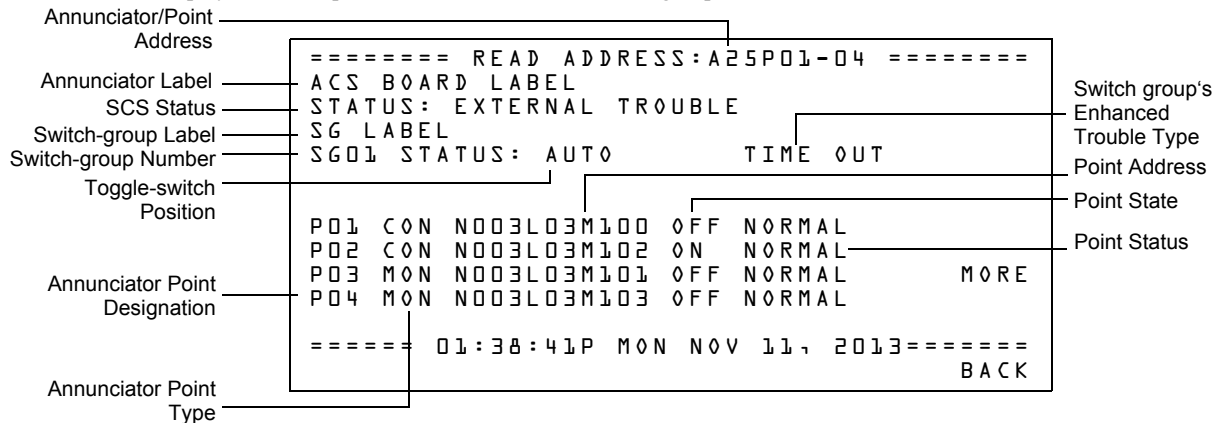 Annunciator/Point
Address
Annunciator Label
SCS Status
Switch-group Label
Switch-group Number
Toggle-switch
Position
Annunciator Point
Designation
Annunciator Point
Type
======== READ ADDRESS:A25P01-04 ========
ACS BOARD LABEL
STATUS: EXTERNAL TROUBLE
SG LABEL
SG01 STATUS: AUTO TIME OUT
P01 CON N003L03M100 OFF NORMAL
P02 CON N003L03M102 ON NORMAL
P03 MON N003L03M101 OFF NORMAL MORE
P04 MON N003L03M103 OFF NORMAL
====== 01:38:41P MON NOV 11, 2013=======
BACK
Switch group‘s
Enhanced
Trouble Type
Point Address
Point State
Point Status